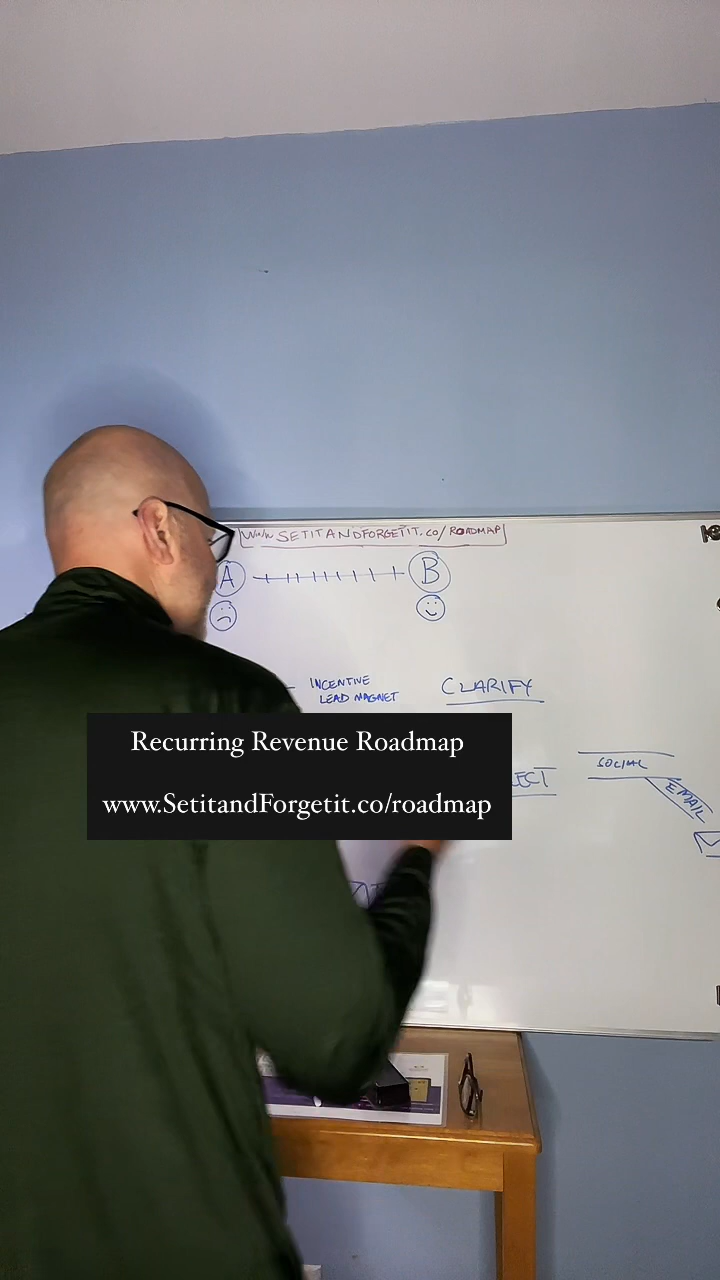 www.SETITANDFORGETIT.co/ROADMAP
A B
INCENTIVE
LEAD MAGNET
CLARIFY
Recurring Revenue Roadmap
www.SetitandForgetit.co/roadmap
SOCIAL
EMAIL